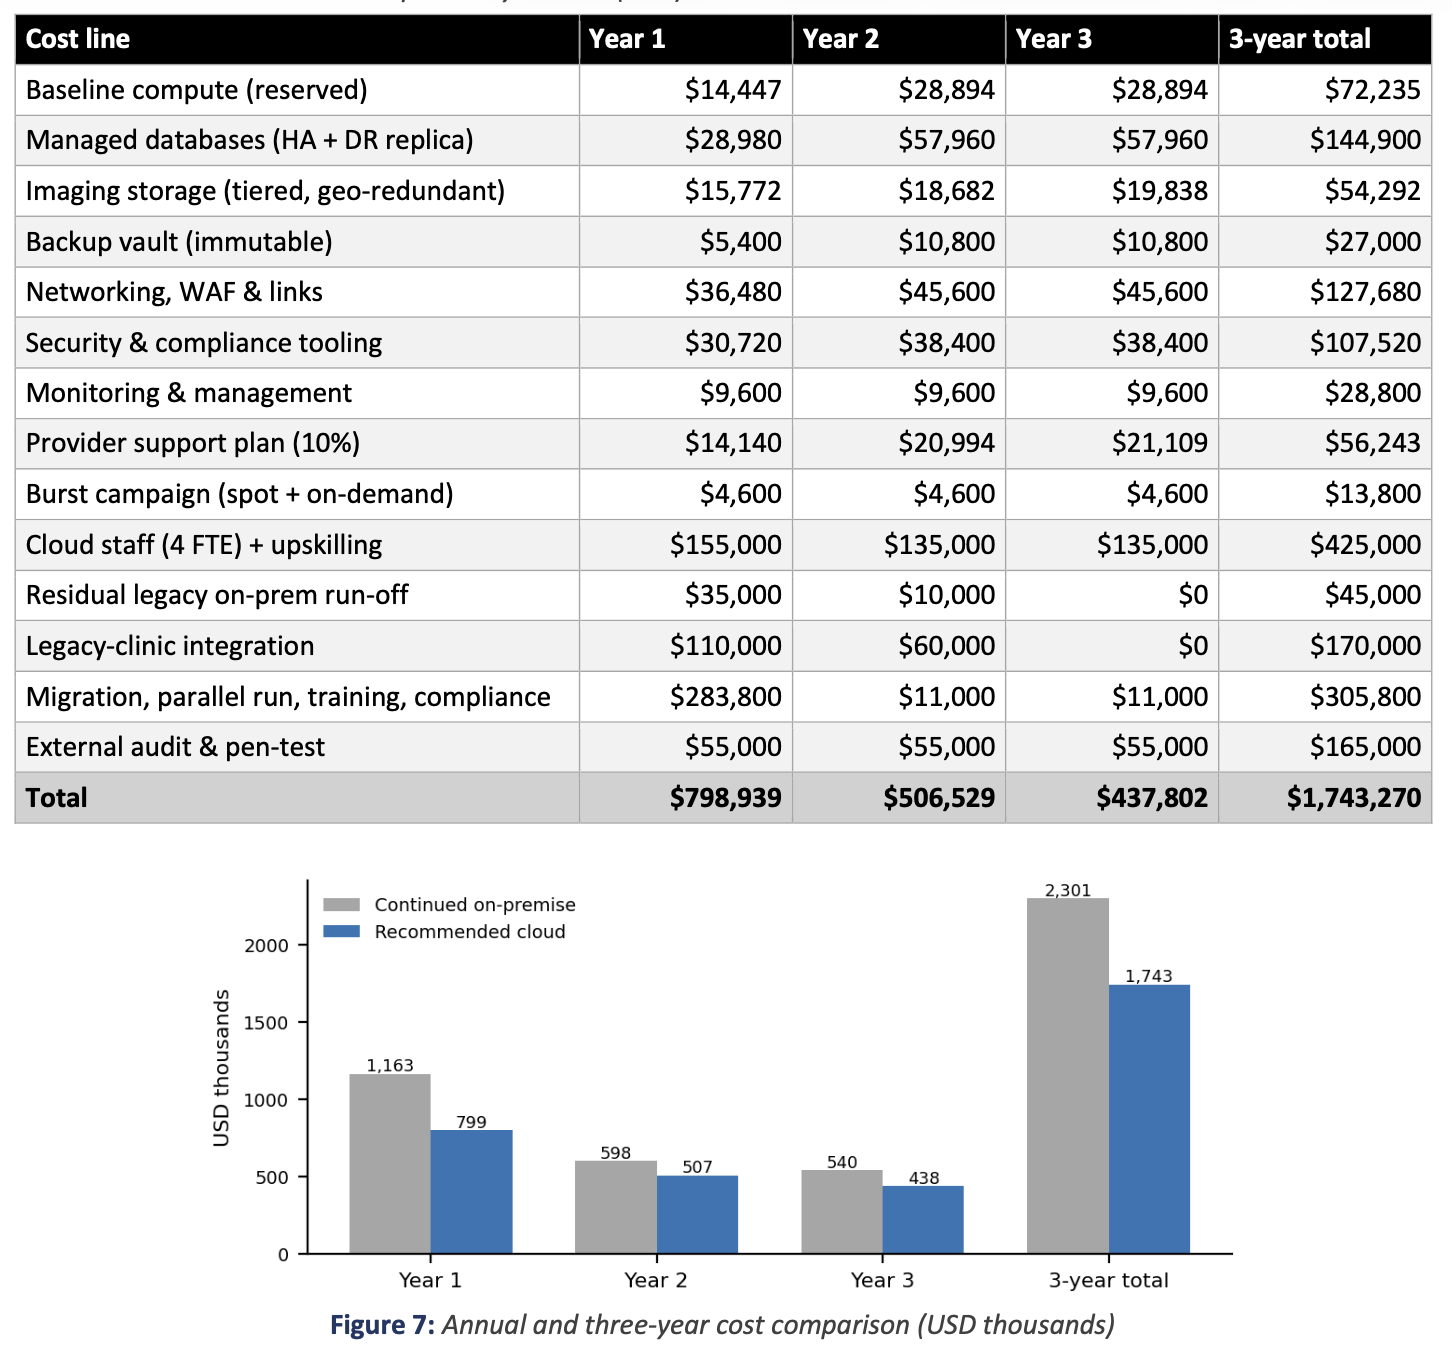 Cost line Year 1 Year 2 Year 3 3-year total
Baseline compute (reserved) $14,447 $28,894 $28,894 $72,235
Managed databases (HA + DR replica) $28,980 $57,960 $57,960 $144,900
Imaging storage (tiered, geo-redundant) $15,772 $18,682 $19,838 $54,292
Backup vault (immutable) $5,400 $10,800 $10,800 $27,000
Networking, WAF & links $36,480 $45,600 $45,600 $127,680
Security & compliance tooling $30,720 $38,400 $38,400 $107,520
Monitoring & management $9,600 $9,600 $9,600 $28,800
Provider support plan (10%) $14,140 $20,994 $21,109 $56,243
Burst campaign (spot + on-demand) $4,600 $4,600 $4,600 $13,800
Cloud staff (4 FTE) + upskilling $155,000 $135,000 $135,000 $425,000
Residual legacy on-prem run-off $35,000 $10,000 $0 $45,000
Legacy-clinic integration $110,000 $60,000 $0 $170,000
Migration, parallel run, training, compliance $283,800 $11,000 $11,000 $305,800
External audit & pen-test $55,000 $55,000 $55,000 $165,000
Total $798,939 $506,529 $437,802 $1,743,270
Continued on-premise
Recommended cloud
USD thousands
2000
1500
1000
500
0
1,163
799
598
507
540
438
2,301
1,743
Year 1 Year 2 Year 3 3-year total
Figure 7: Annual and three-year cost comparison (USD thousands)